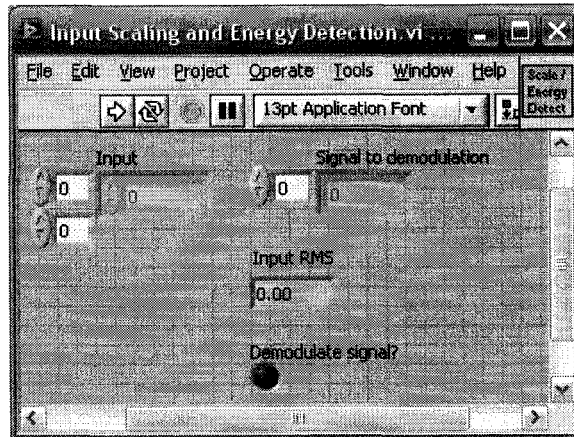 Input Scaling and Energy Detection.vi ...
File Edit View Project Operate Tools Window Help
Scale /
Energy
Detect
13pt Application Font
Input
Signal to demodulation
0
0
0
0
0
Input RMS
0.00
Demodulate signal?